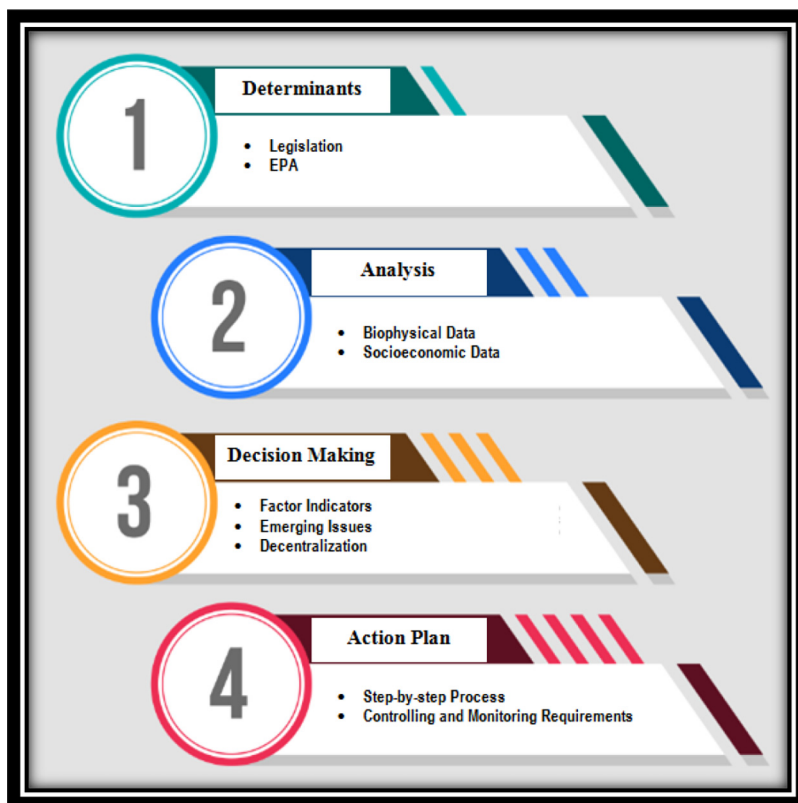 1
Determinants
• Legislation
• EPA
2
Analysis
• Biophysical Data
• Socioeconomic Data
3
Decision Making
• Factor Indicators
• Emerging Issues
• Decentralization
4
Action Plan
• Step-by-step Process
• Controlling and Monitoring Requirements